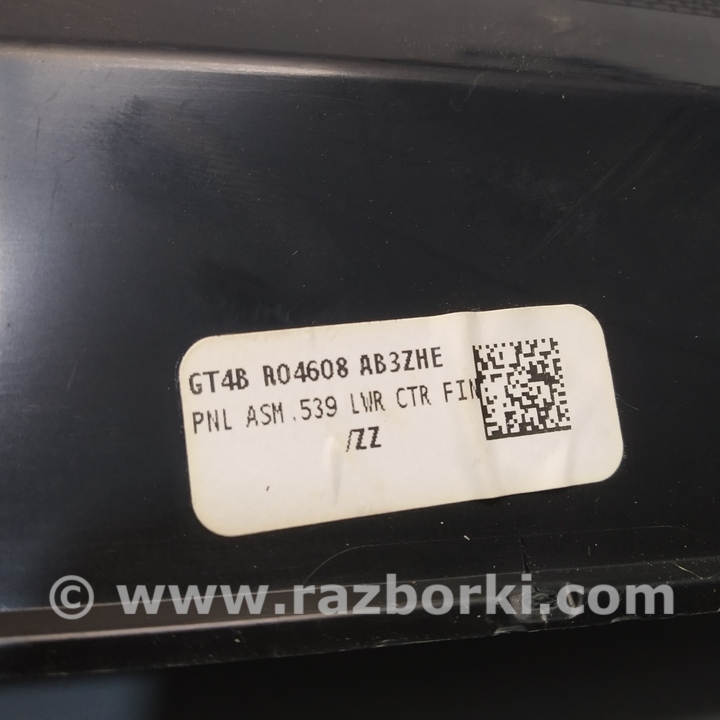 GT4B R04608 AB3ZHE
PNL ASM .539 LWR CTR FIN
/ZZ
© www.razborki.com